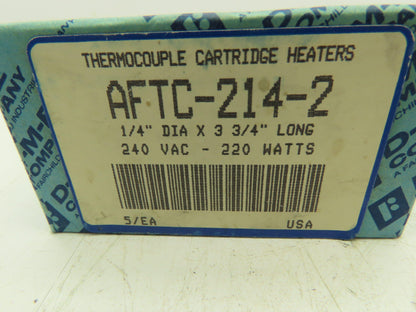 THERMOCOUPLE CARTRIDGE HEATERS
AFTC-214-2
1/4" DIA X 3 3/4" LONG
240 VAC - 220 WATTS
5/EA USA